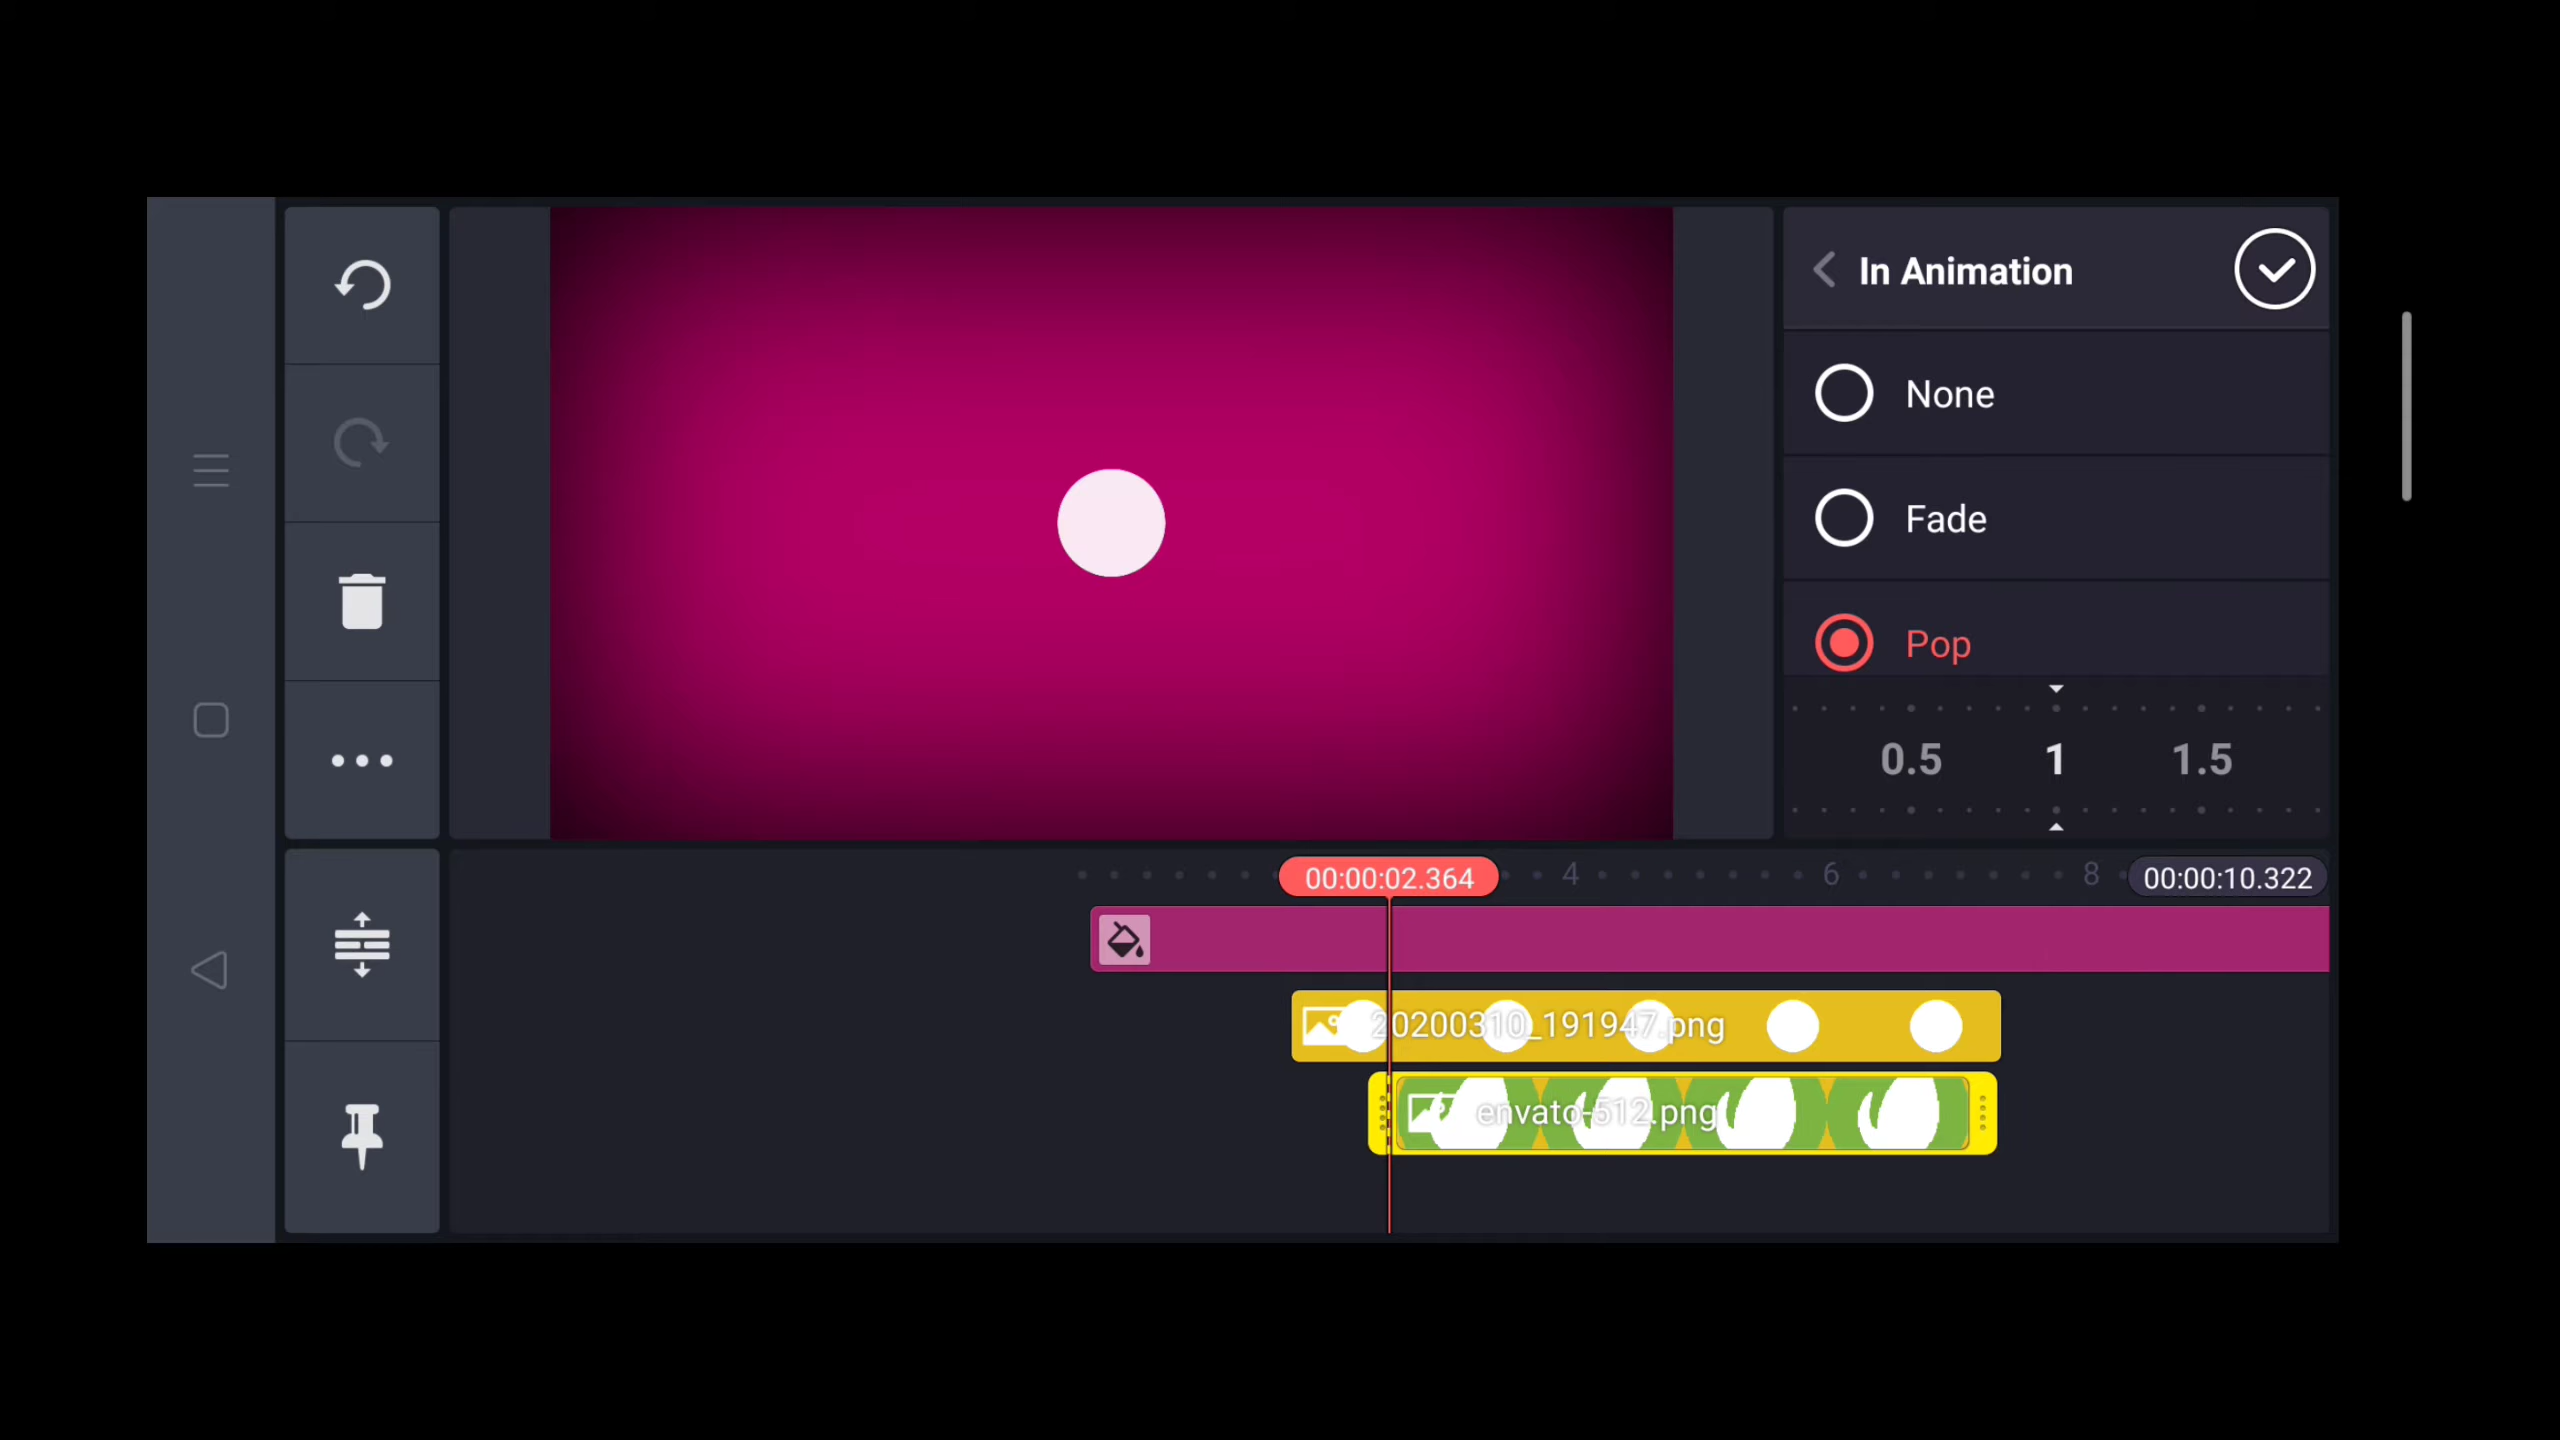 In Animation
None
Fade
Pop
0.5 1 1.5
00:00:02.364 4 6 8 00:00:10.322
20200310_191947.png
envato-512.png